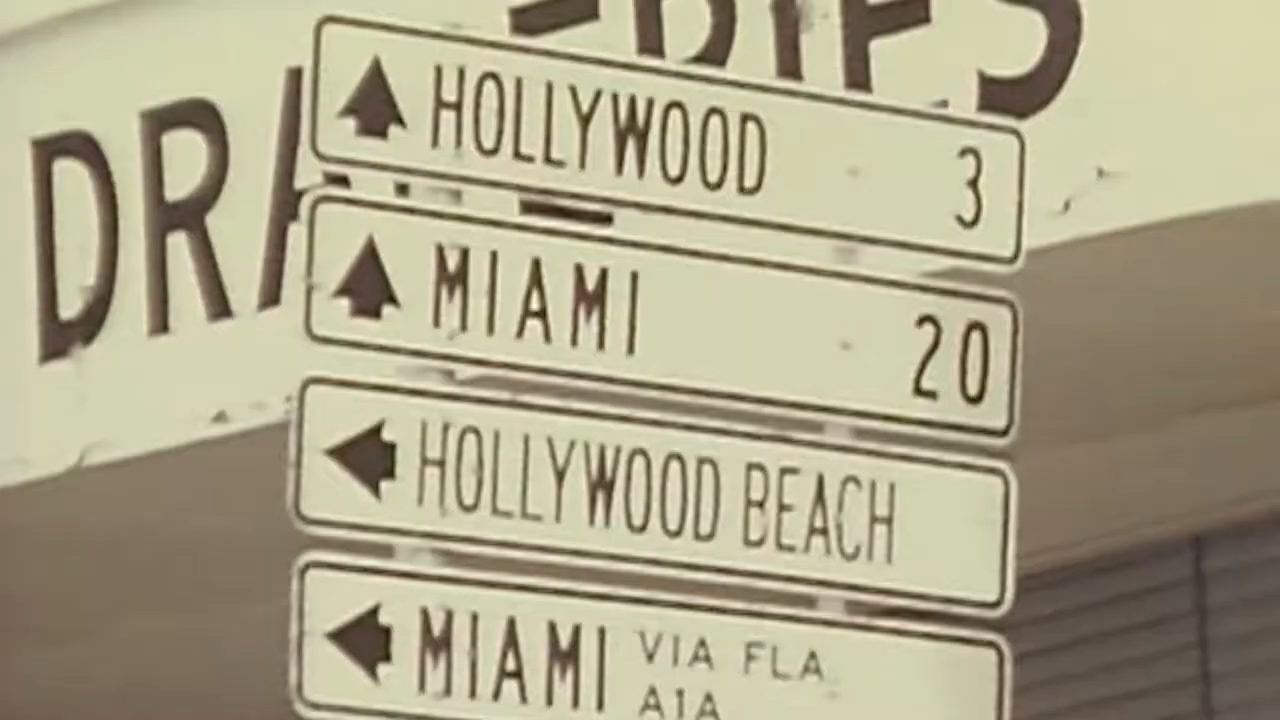 HOLLYWOOD 3
MIAMI 20
HOLLYWOOD BEACH
MIAMI VIA FLA
A1A